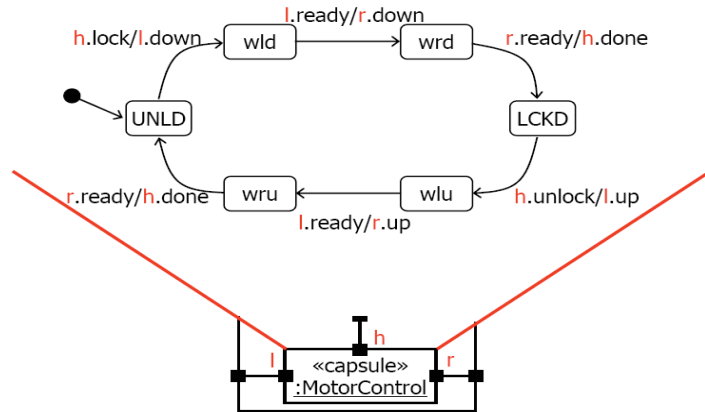 l.ready/r.down
h.lock/l.down
wld
wrd
r.ready/h.done
UNLD
LCKD
r.ready/h.done
wru
wlu
h.unlock/l.up
l.ready/r.up
h
l
«capsule»
r
:MotorControl